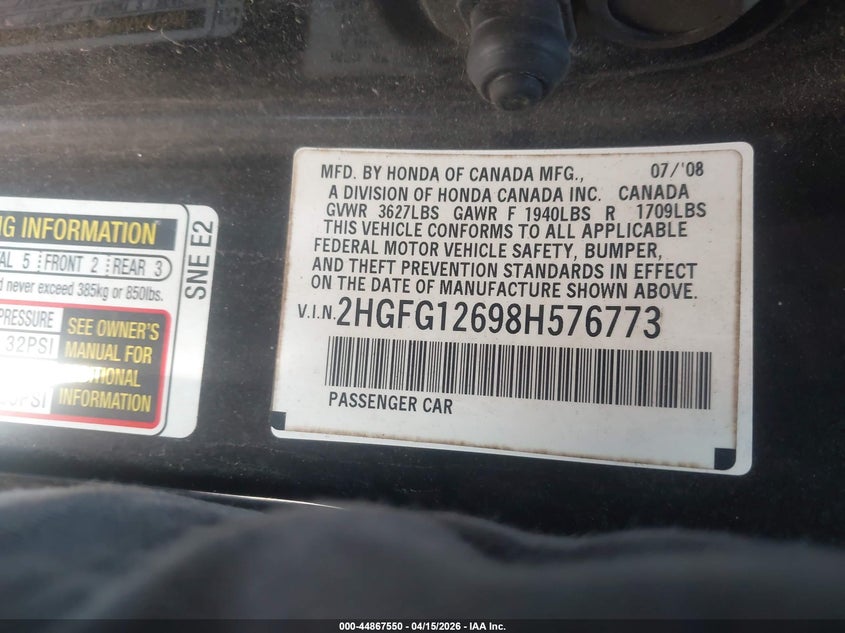 MFD. BY HONDA OF CANADA MFG., 07/'08
A DIVISION OF HONDA CANADA INC. CANADA
GVWR 3627LBS GAWR F 1940LBS R 1709LBS
THIS VEHICLE CONFORMS TO ALL APPLICABLE
FEDERAL MOTOR VEHICLE SAFETY, BUMPER,
AND THEFT PREVENTION STANDARDS IN EFFECT
ON THE DATE OF MANUFACTURE SHOWN ABOVE.
V.I.N. 2HGFG12698H576773
PASSENGER CAR
INFORMATION
5 FRONT 2 REAR 3
never exceed 385kg or 850lbs.
PRESSURE
32PSI
SEE OWNER'S
MANUAL FOR
INFORMATION
SNE E2
000-44867550 - 04/15/2026 - IAA Inc.